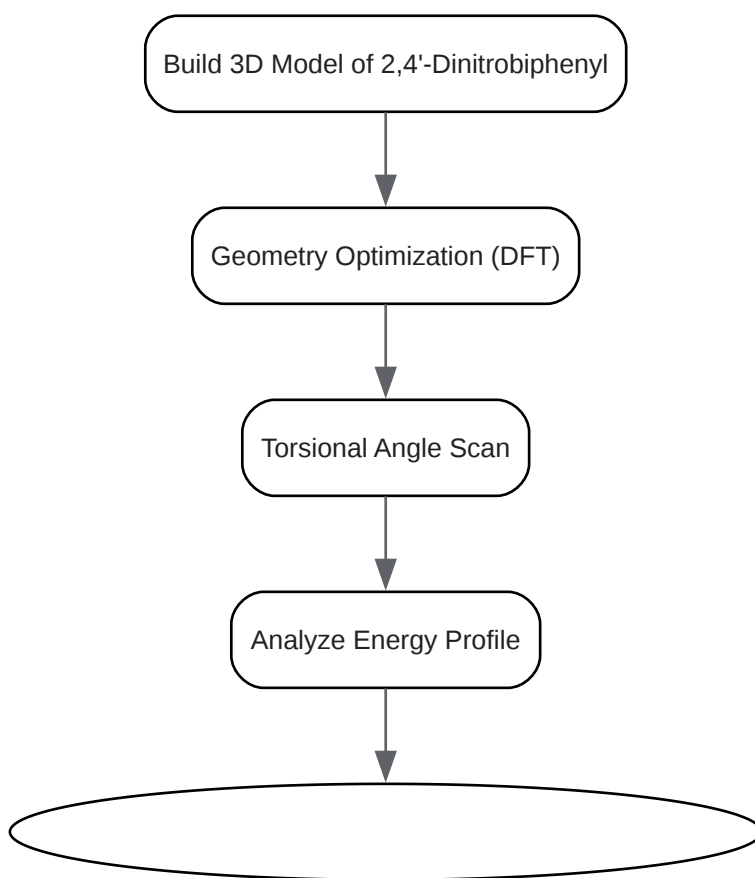 Build 3D Model of 2,4'-Dinitrobiphenyl
Geometry Optimization (DFT)
Torsional Angle Scan
Analyze Energy Profile